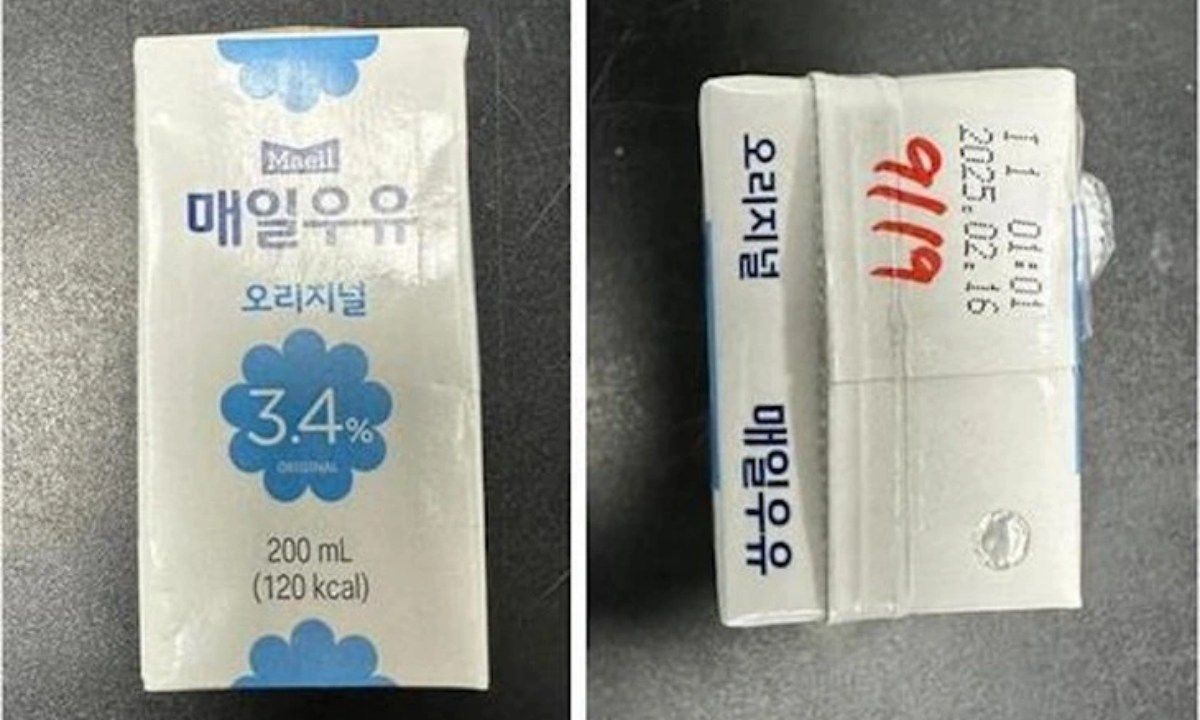 Maeil
매일우유
오리지널
3.4%
ORIGINAL
200 mL
(120 kcal)
11 01:01
2025.02.16
9/19
오리지널 매일우유